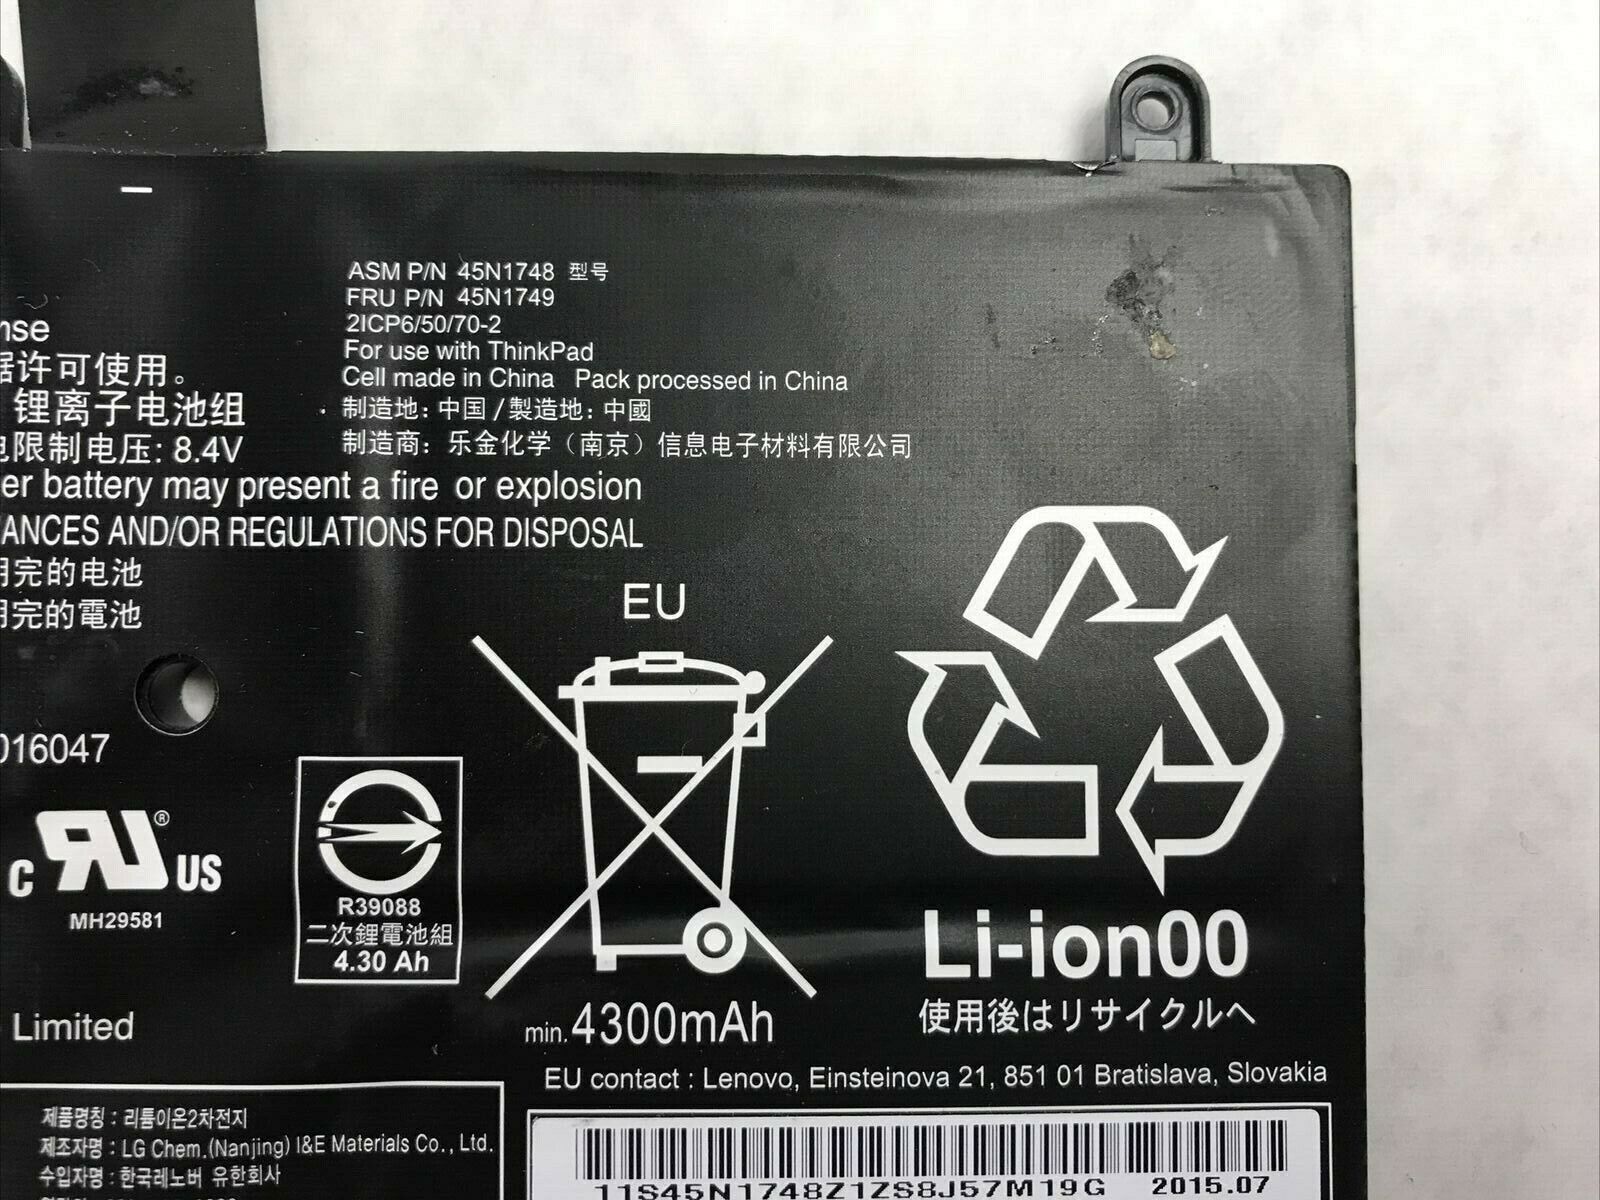 ASM P/N 45N1748 型号
FRU P/N 45N1749
2ICP6/50/70-2
For use with ThinkPad
Cell made in China Pack processed in China
制造地: 中国 / 製造地: 中國
制造商: 乐金化学（南京）信息电子材料有限公司
许可使用。
锂离子电池组
限制电压: 8.4V
er battery may present a fire or explosion
ANCES AND/OR REGULATIONS FOR DISPOSAL
完的电池
完的電池
EU
016047
c RU ® US
MH29581
R39088
二次鋰電池組
4.30 Ah
Li-ion00
使用後はリサイクルへ
min. 4300mAh
Limited
EU contact : Lenovo, Einsteinova 21, 851 01 Bratislava, Slovakia
제품명칭 : 리튬이온2차전지
제조자명 : LG Chem.(Nanjing) I&E Materials Co., Ltd.
수입자명 : 한국레노버 유한회사
11S45N1748Z1ZS8J57M19G 2015.07